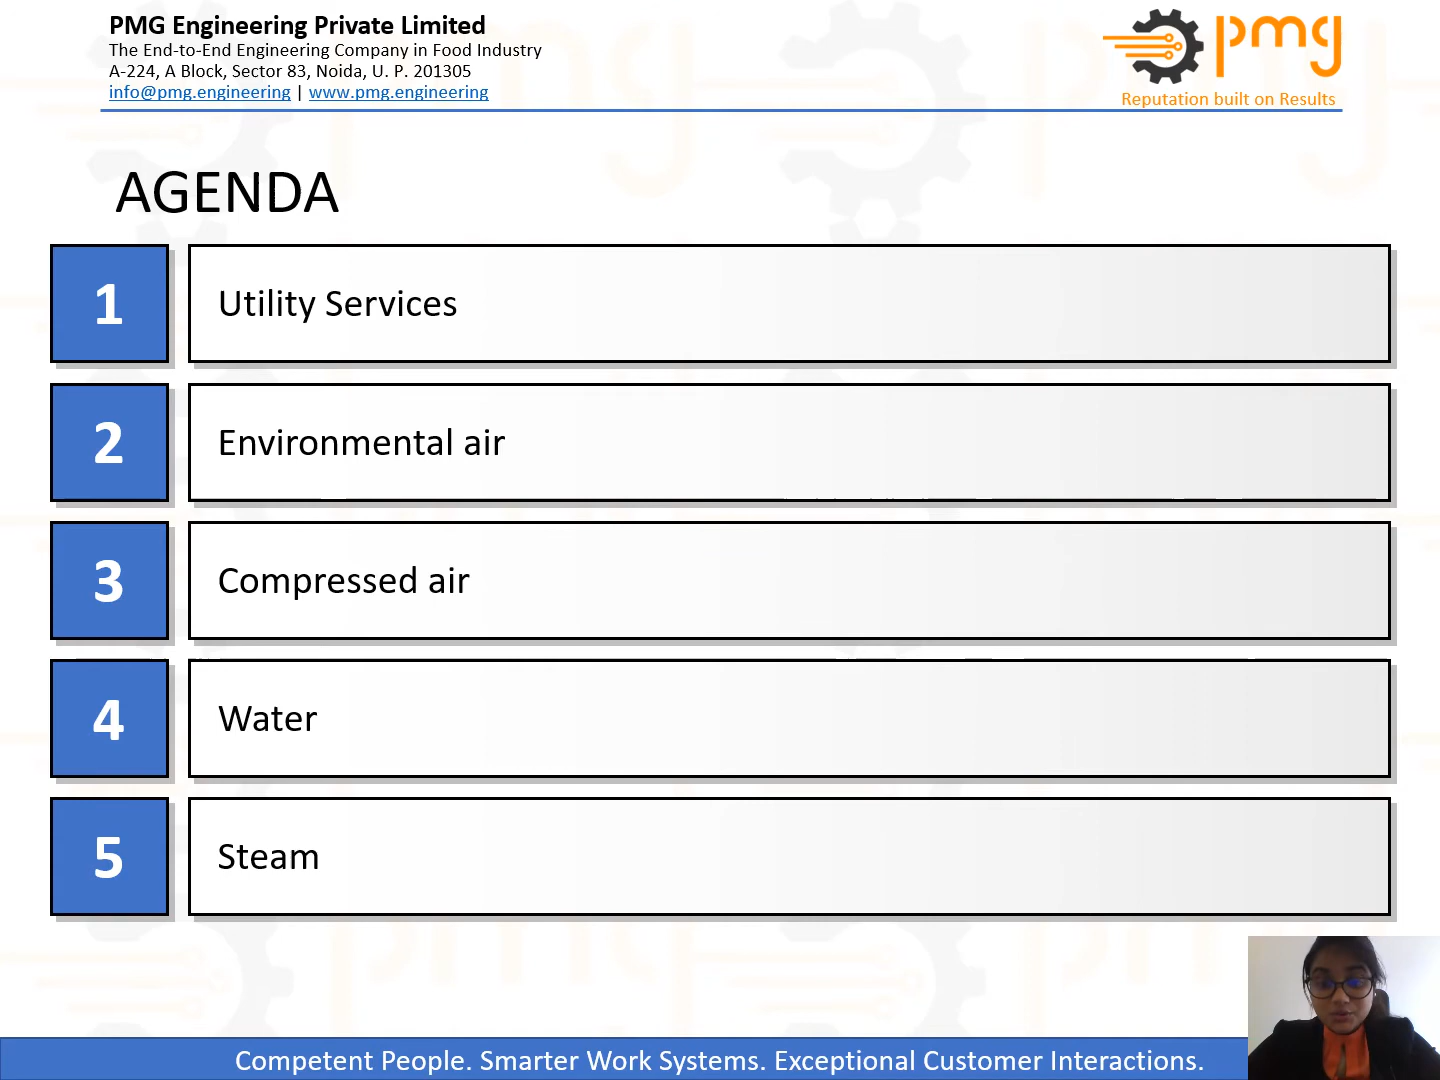 PMG Engineering Private Limited
The End-to-End Engineering Company in Food Industry
A-224, A Block, Sector 83, Noida, U. P. 201305
info@pmg.engineering | www.pmg.engineering
pmg
Reputation built on Results
AGENDA
1 Utility Services
2 Environmental air
3 Compressed air
4 Water
5 Steam
Competent People. Smarter Work Systems. Exceptional Customer Interactions.